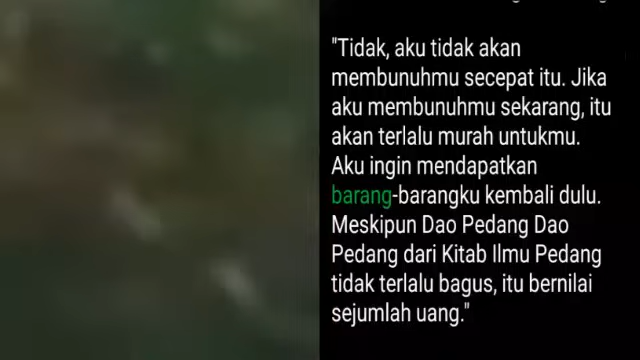 "Tidak, aku tidak akan
membunuhmu secepat itu. Jika
aku membunuhmu sekarang, itu
akan terlalu murah untukmu.
Aku ingin mendapatkan
barang-barangku kembali dulu.
Meskipun Dao Pedang Dao
Pedang dari Kitab Ilmu Pedang
tidak terlalu bagus, itu bernilai
sejumlah uang."